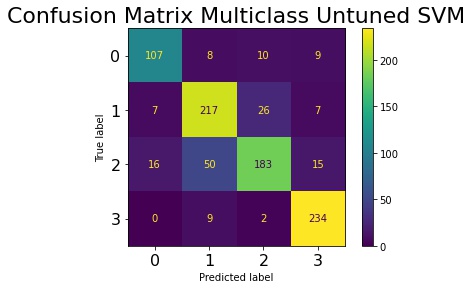 Confusion Matrix Multiclass Untuned SVM
0 107 8 10 9
1 7 217 26 7
2 16 50 183 15
3 0 9 2 234
0 1 2 3
True label
Predicted label
200
150
100
50
0